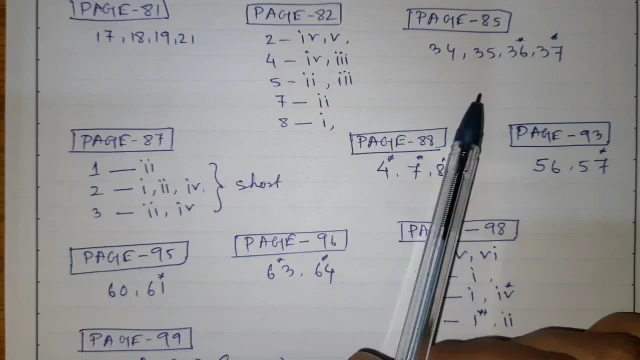 PAGE-81
17, 18, 19, 21
PAGE-82
2 — iv, v,
4 — iv, iii
5 — ii, iii
7 — ii
8 — i,
PAGE-85
34, 35, 36*, 37*
PAGE-87
1 — ii
2 — i, ii, iv.
3 — ii, iv
short
PAGE-88
4*, 7*, 8
PAGE-93
56, 57*
PAGE-95
60, 61*
PAGE-96
63*, 64*
PAGE-98
v, vi
i
— i, iv*
— i**, ii
PAGE-99